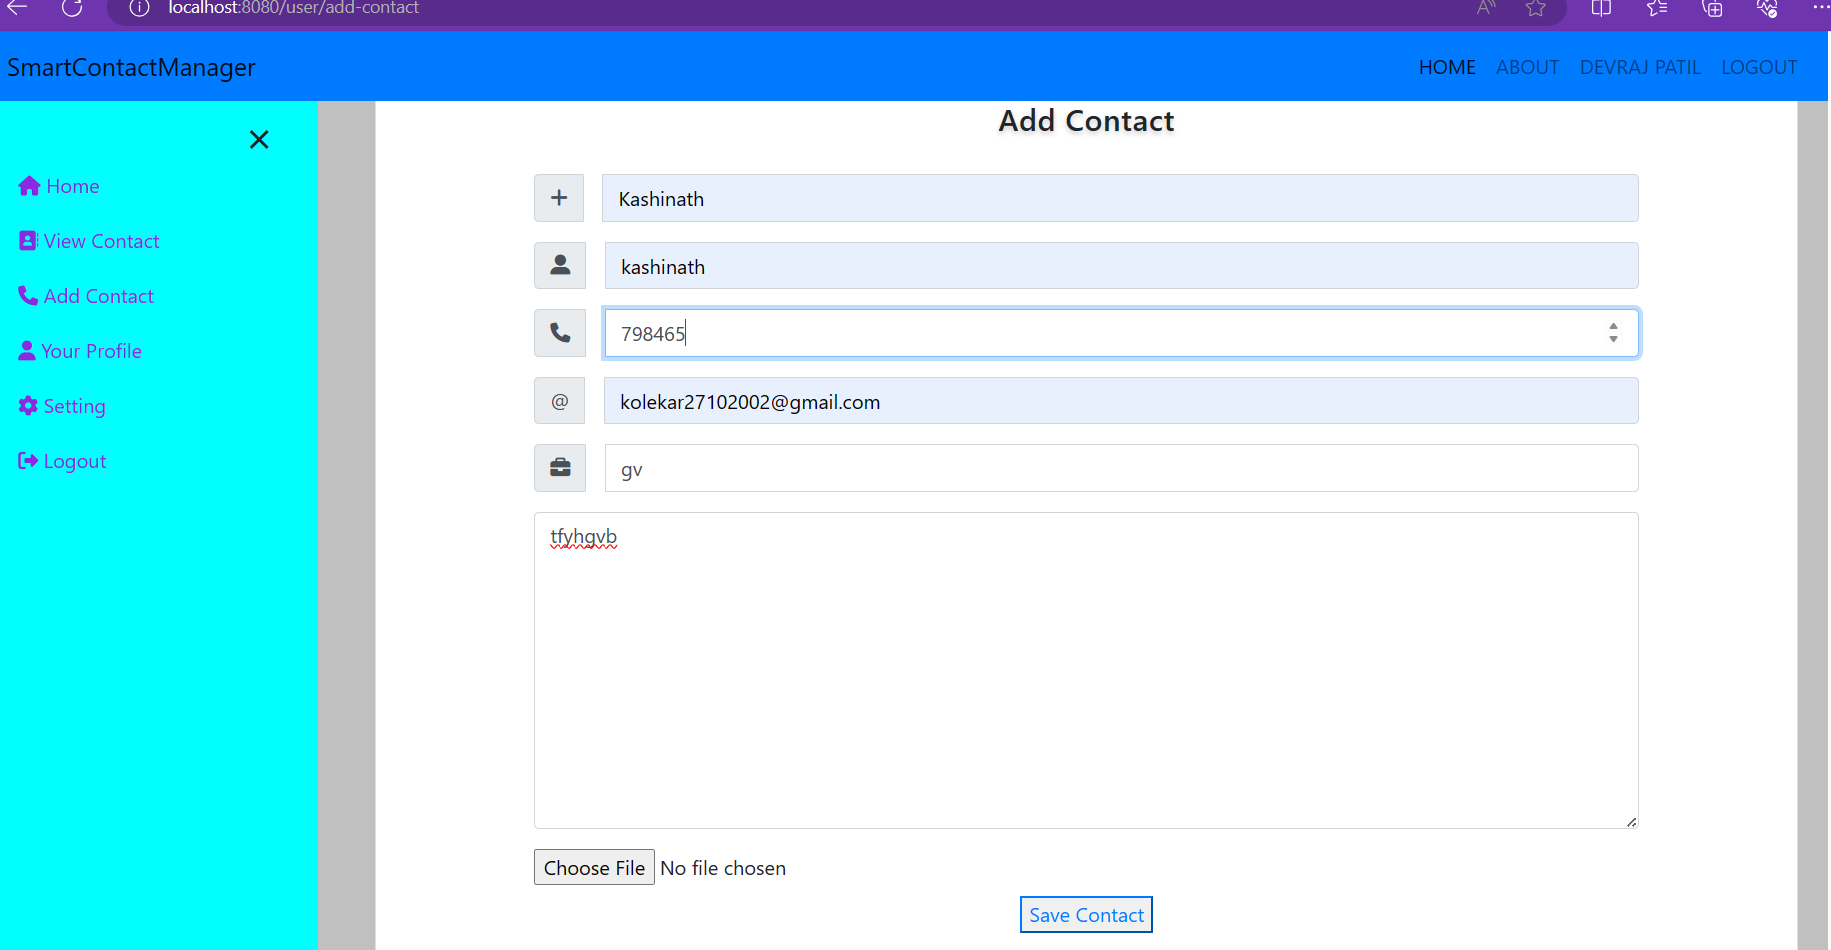 localhost:8080/user/add-contact
SmartContactManager
HOME ABOUT DEVRAJ PATIL LOGOUT
Home
View Contact
Add Contact
Your Profile
Setting
Logout
Add Contact
Kashinath
kashinath
798465
@ kolekar27102002@gmail.com
gv
tfyhgvb
Choose File No file chosen
Save Contact